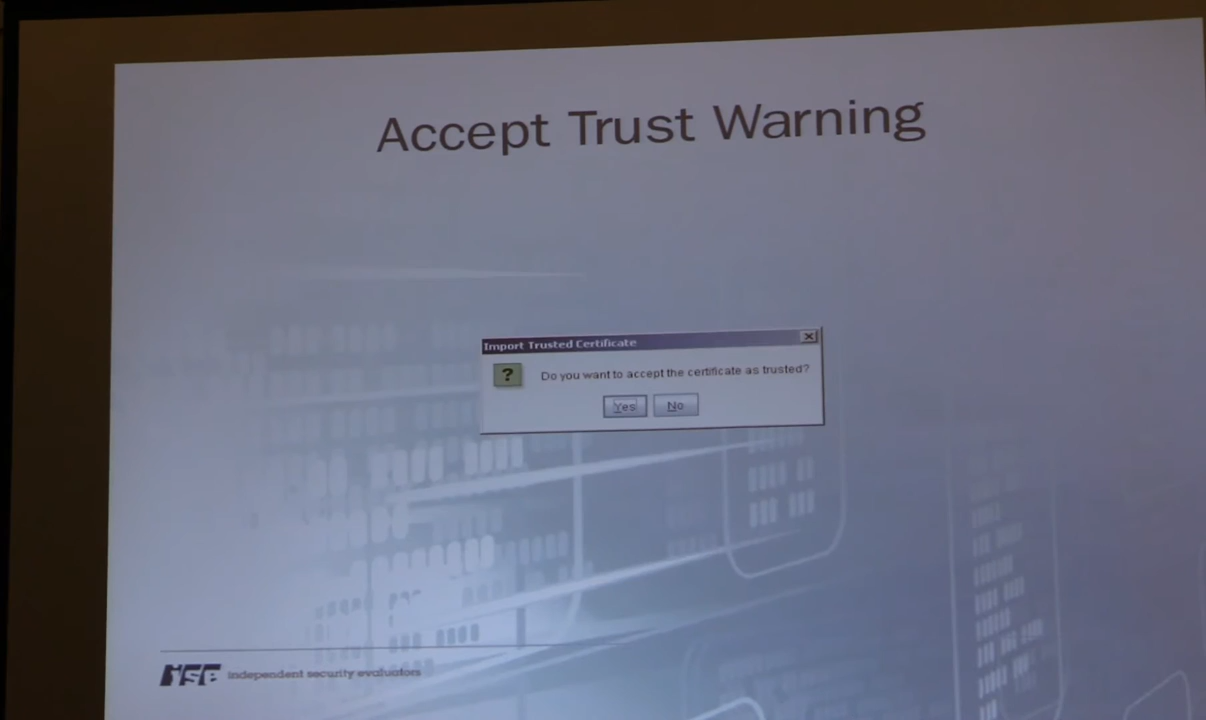 Accept Trust Warning
Import Trusted Certificate
Do you want to accept the certificate as trusted?
Yes No
ise independent security evaluators